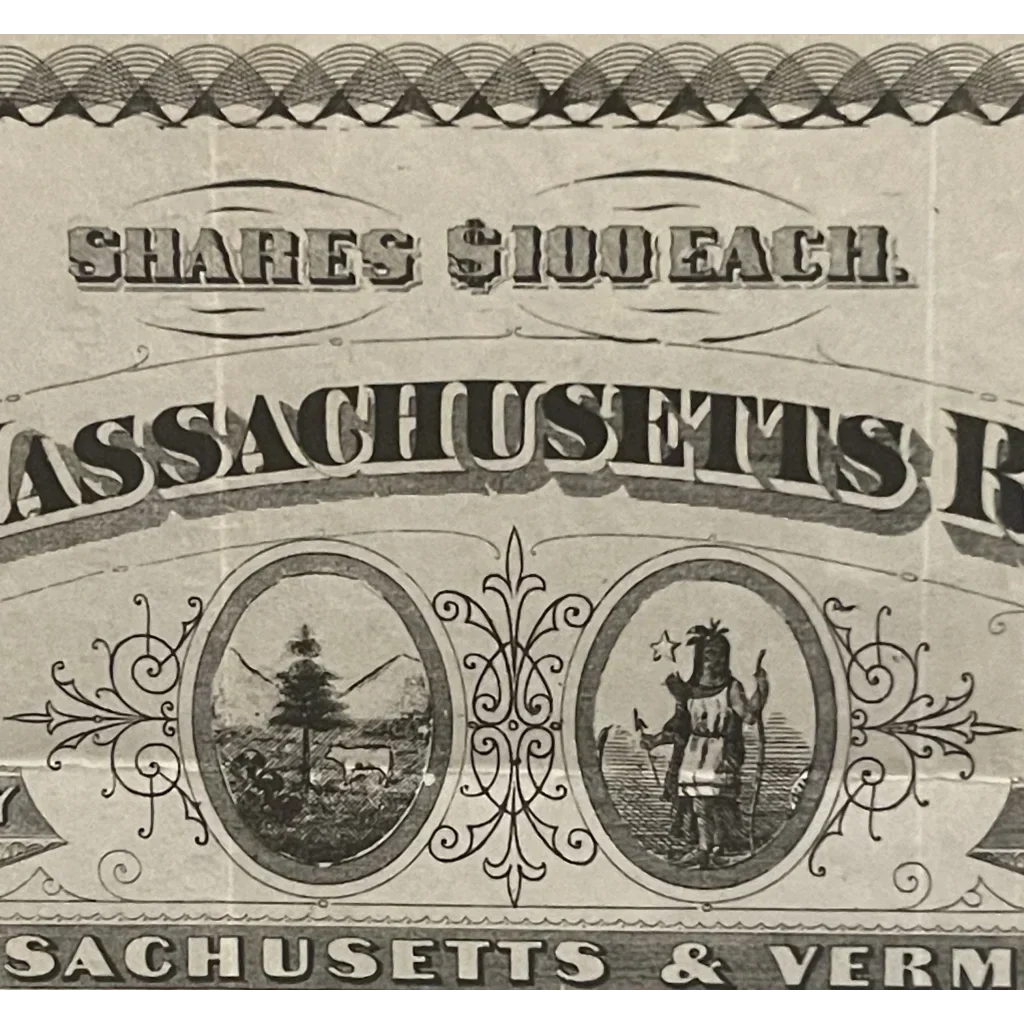 SHARES $100 EACH.
ASSACHUSETTS R
Y
SACHUSETTS & VERM